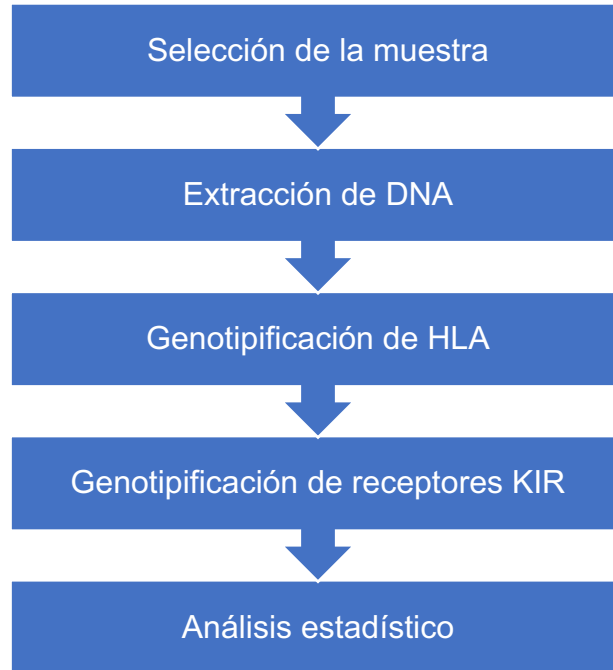 Selección de la muestra
Extracción de DNA
Genotipificación de HLA
Genotipificación de receptores KIR
Análisis estadístico